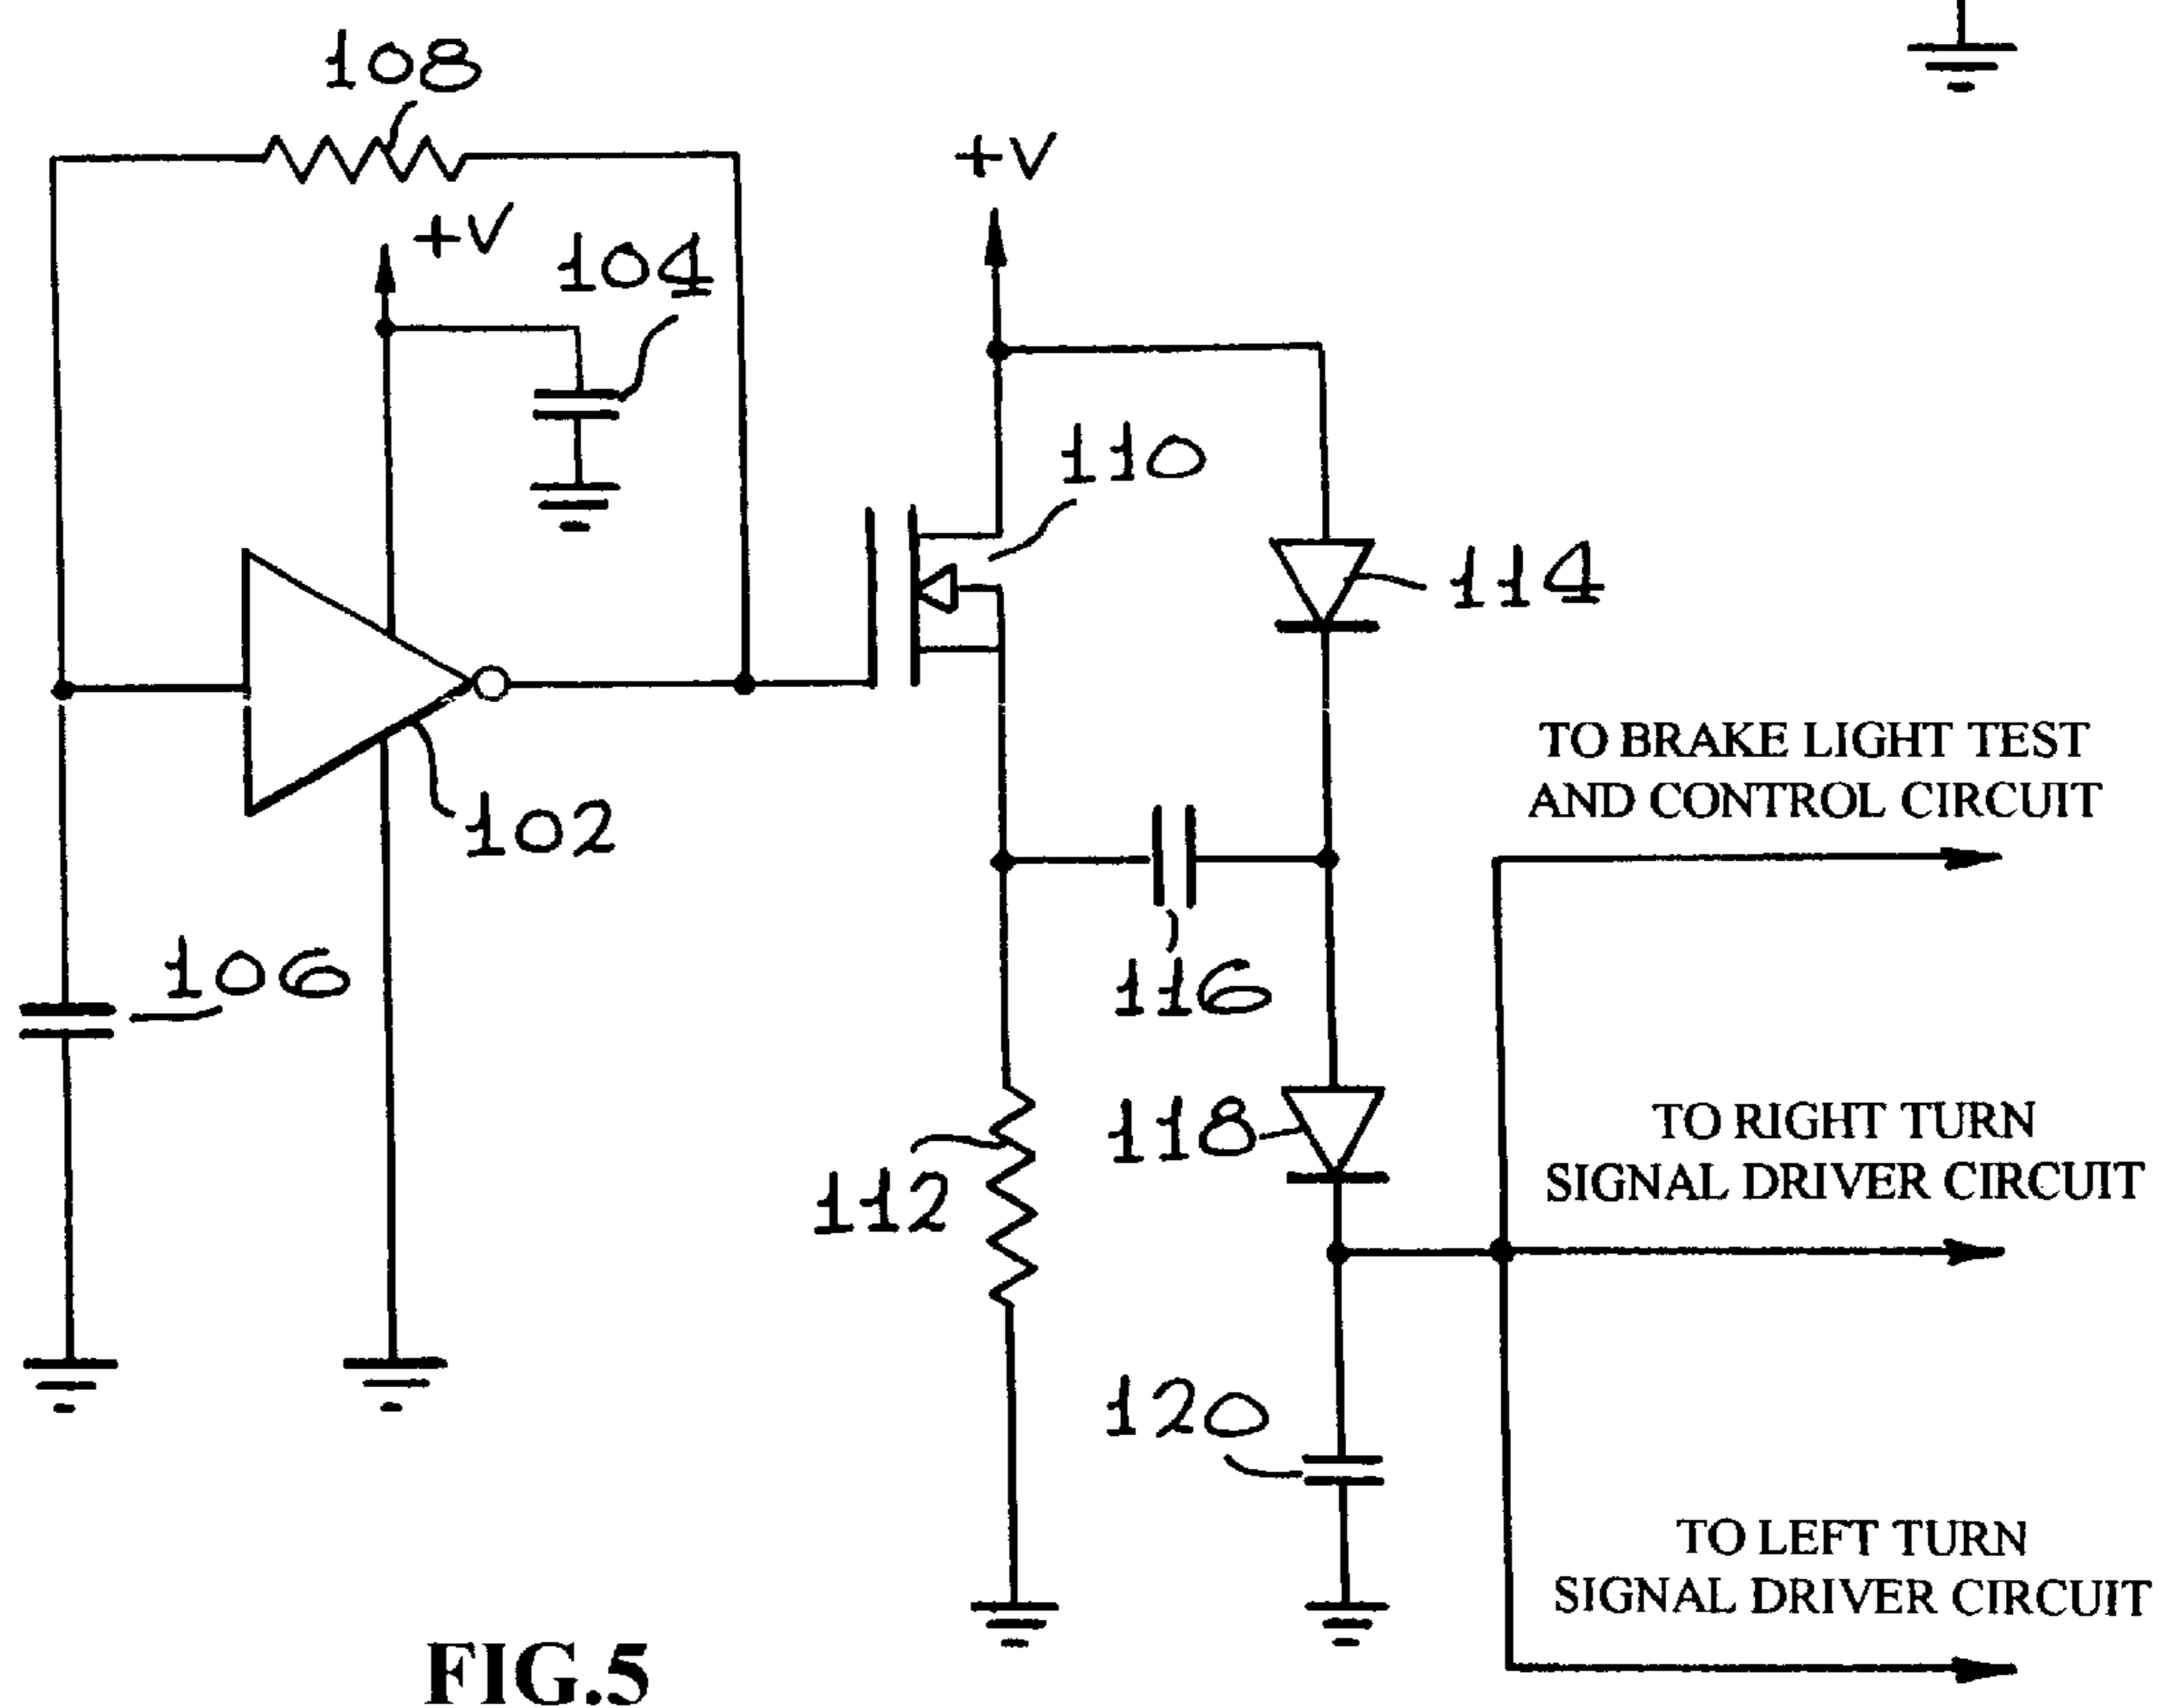 108
+V
+V
104
110
114
102
TO BRAKE LIGHT TEST
AND CONTROL CIRCUIT
106
116
118
112
TO RIGHT TURN
SIGNAL DRIVER CIRCUIT
120
TO LEFT TURN
SIGNAL DRIVER CIRCUIT
FIG.5